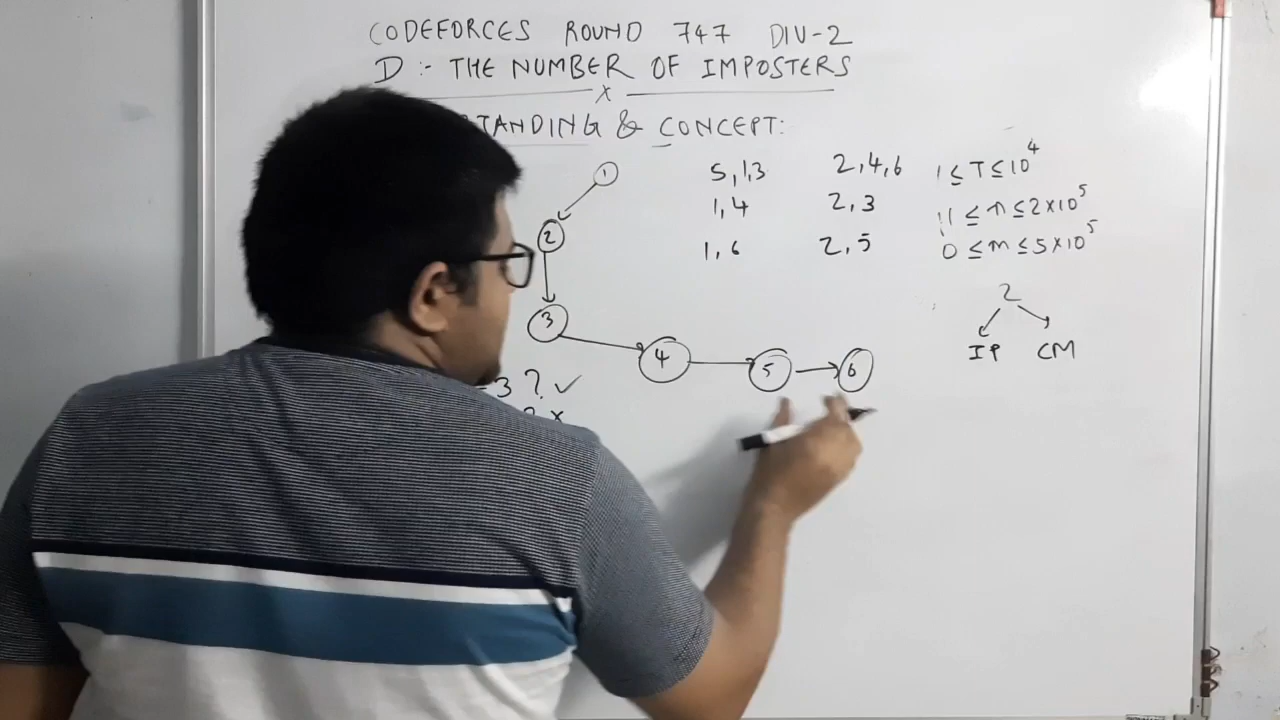 CODEFORCES ROUND 747 DIV-2
D :- THE NUMBER OF IMPOSTERS
x
TANDING & CONCEPT:
1
2
3
4
5
6
5,1,3 2,4,6
1,4 2,3
1,6 2,5
1 ≤ T ≤ 10^4
1 ≤ n ≤ 2×10^5
0 ≤ m ≤ 5×10^5
2
IP CM
-3 ? ✓
? x